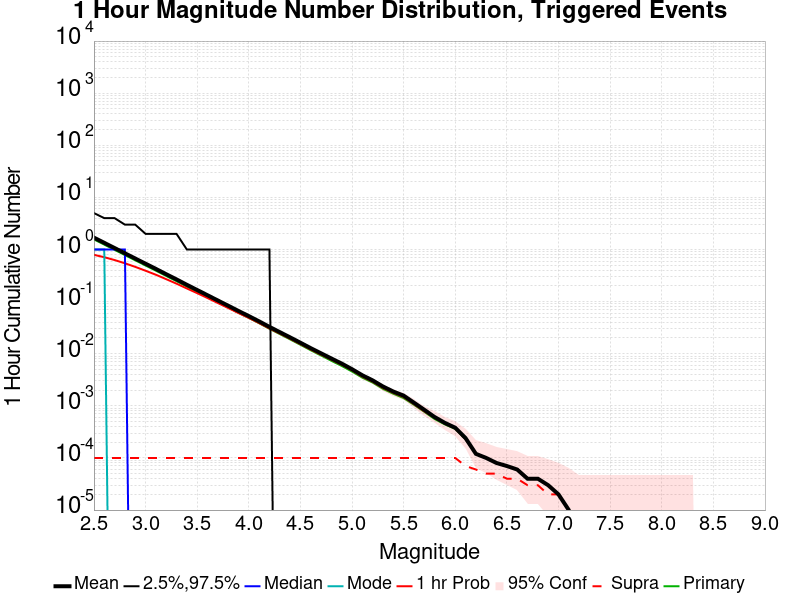 1 Hour Magnitude Number Distribution, Triggered Events
1 Hour Cumulative Number
10^4
10^3
10^2
10^1
10^0
10^-1
10^-2
10^-3
10^-4
10^-5
2.5 3.0 3.5 4.0 4.5 5.0 5.5 6.0 6.5 7.0 7.5 8.0 8.5 9.0
Magnitude
Mean 2.5%,97.5% Median Mode 1 hr Prob 95% Conf Supra Primary